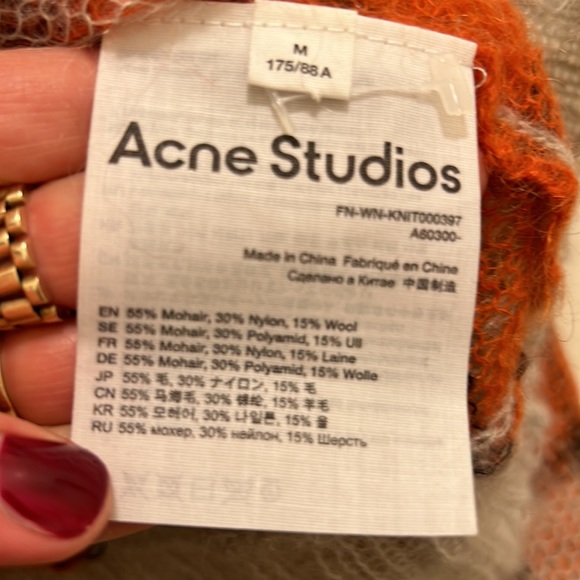 M
175/88A
Acne Studios
FN-WN-KNIT000397
A60300-
Made in China Fabriqué en Chine
Сделано в Китае 中国制造
EN 55% Mohair, 30% Nylon, 15% Wool
SE 55% Mohair, 30% Polyamid, 15% Ull
FR 55% Mohair, 30% Nylon, 15% Laine
DE 55% Mohair, 30% Polyamid, 15% Wolle
JP 55% 毛, 30% ナイロン, 15% 毛
CN 55% 马海毛, 30% 锦纶, 15% 羊毛
KR 55% 모헤어, 30% 나일론, 15% 울
RU 55% мохер, 30% нейлон, 15% Шерсть